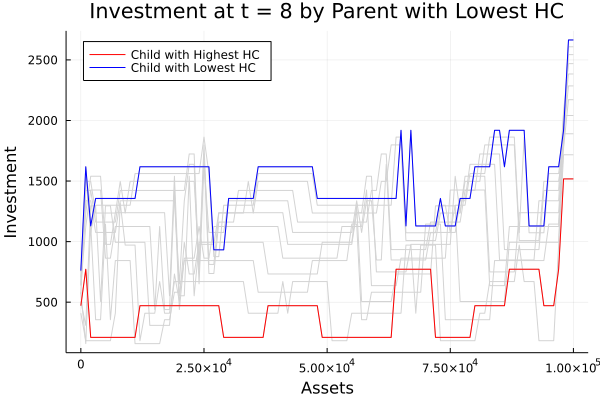 Investment at t = 8 by Parent with Lowest HC
Child with Highest HC
Child with Lowest HC
Investment
2500
2000
1500
1000
500
0
2.50×10⁴
5.00×10⁴
7.50×10⁴
1.00×10⁵
Assets